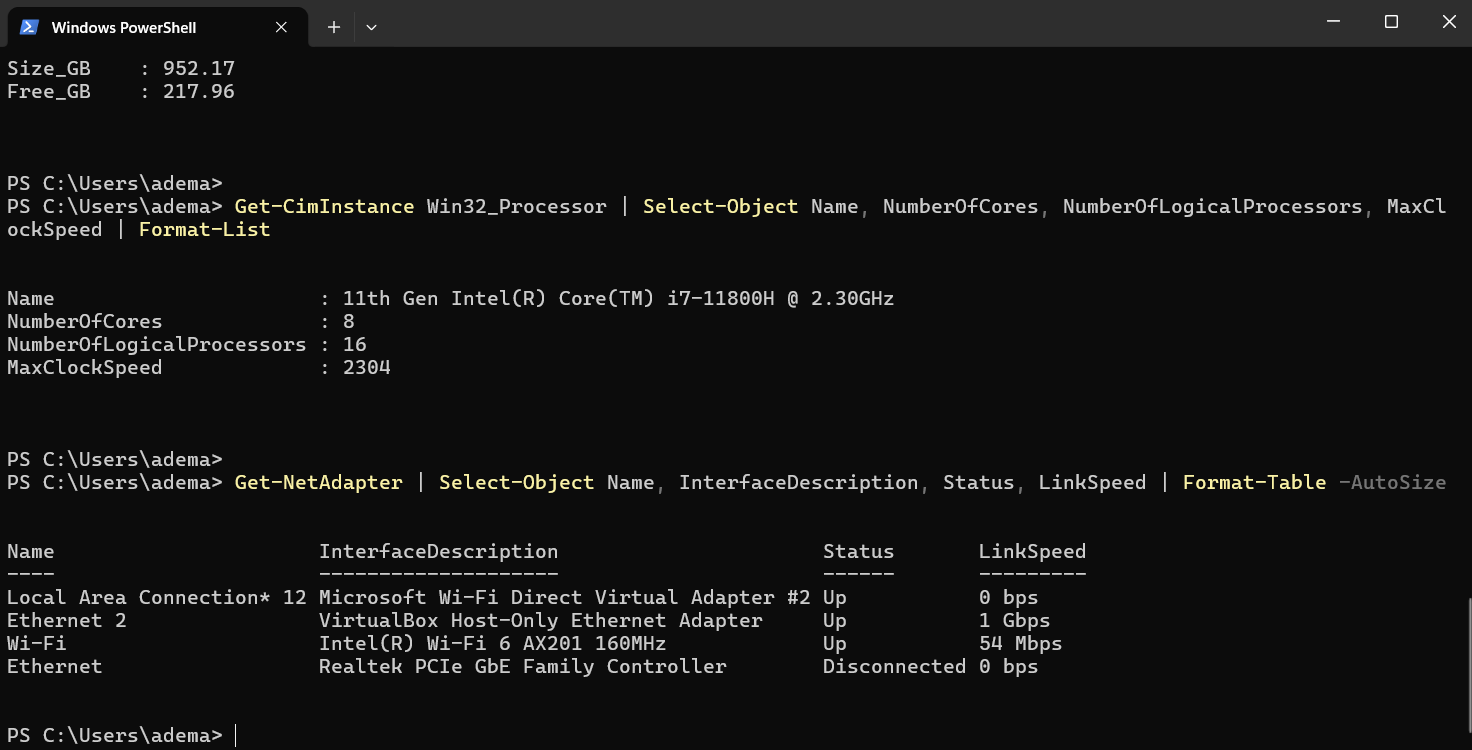 Windows PowerShell
Size_GB    : 952.17
Free_GB    : 217.96
PS C:\Users\adema>
PS C:\Users\adema> Get-CimInstance Win32_Processor | Select-Object Name, NumberOfCores, NumberOfLogicalProcessors, MaxCl
ockSpeed | Format-List
Name                      : 11th Gen Intel(R) Core(TM) i7-11800H @ 2.30GHz
NumberOfCores             : 8
NumberOfLogicalProcessors : 16
MaxClockSpeed             : 2304
PS C:\Users\adema>
PS C:\Users\adema> Get-NetAdapter | Select-Object Name, InterfaceDescription, Status, LinkSpeed | Format-Table -AutoSize
Name                      InterfaceDescription                      Status       LinkSpeed
----                      --------------------                      ------       ---------
Local Area Connection* 12 Microsoft Wi-Fi Direct Virtual Adapter #2 Up           0 bps
Ethernet 2                VirtualBox Host-Only Ethernet Adapter     Up           1 Gbps
Wi-Fi                     Intel(R) Wi-Fi 6 AX201 160MHz             Up           54 Mbps
Ethernet                  Realtek PCIe GbE Family Controller        Disconnected 0 bps
PS C:\Users\adema>